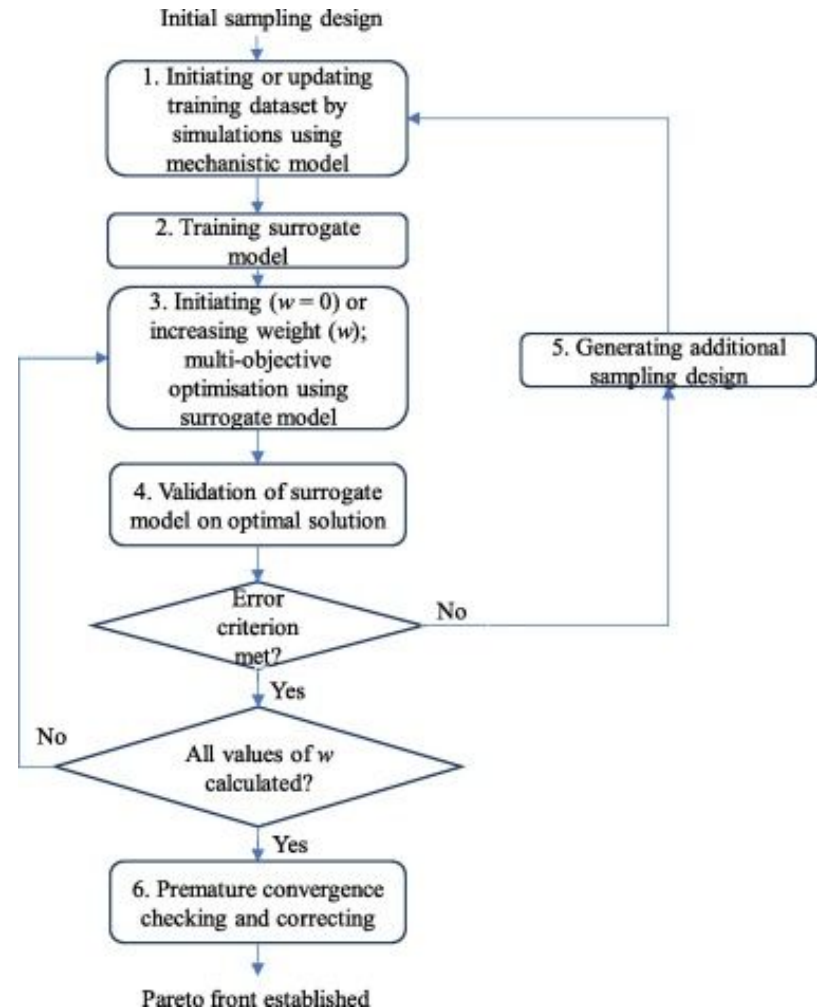 Initial sampling design
1. Initiating or updating
training dataset by
simulations using
mechanistic model
2. Training surrogate
model
3. Initiating (w = 0) or
increasing weight (w);
multi-objective
optimisation using
surrogate model
5. Generating additional
sampling design
4. Validation of surrogate
model on optimal solution
Error
criterion
met?
No
Yes
No
All values of w
calculated?
Yes
6. Premature convergence
checking and correcting
Pareto front established